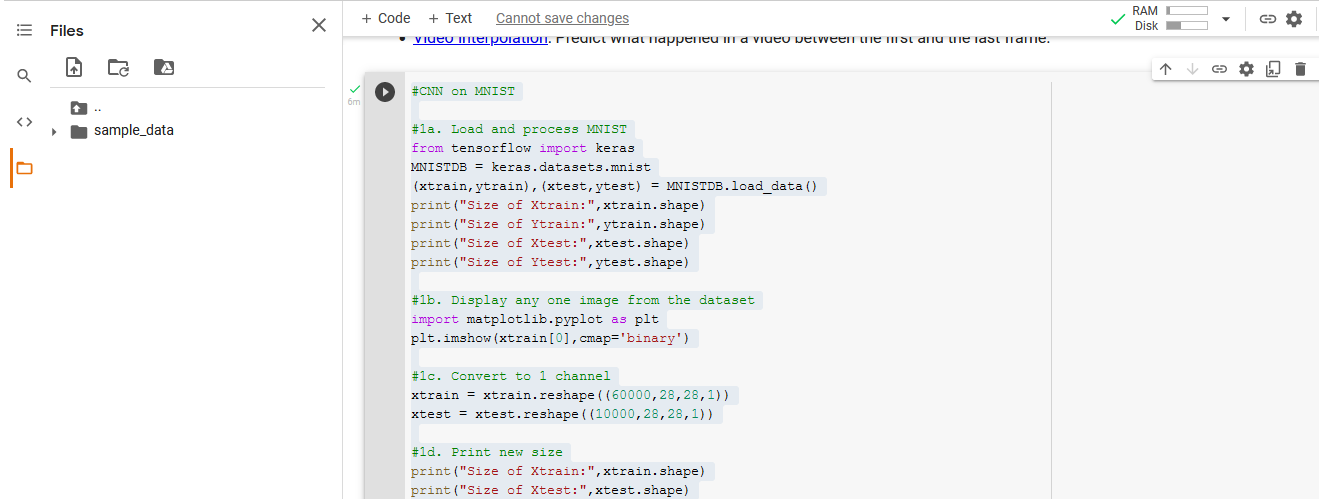 Files
..
sample_data
+ Code + Text Cannot save changes
RAM
Disk
Video Interpolation: Predict what happened in a video between the first and the last frame.
6m
#CNN on MNIST
#1a. Load and process MNIST
from tensorflow import keras
MNISTDB = keras.datasets.mnist
(xtrain,ytrain),(xtest,ytest) = MNISTDB.load_data()
print("Size of Xtrain:",xtrain.shape)
print("Size of Ytrain:",ytrain.shape)
print("Size of Xtest:",xtest.shape)
print("Size of Ytest:",ytest.shape)
#1b. Display any one image from the dataset
import matplotlib.pyplot as plt
plt.imshow(xtrain[0],cmap='binary')
#1c. Convert to 1 channel
xtrain = xtrain.reshape((60000,28,28,1))
xtest = xtest.reshape((10000,28,28,1))
#1d. Print new size
print("Size of Xtrain:",xtrain.shape)
print("Size of Xtest:",xtest.shape)